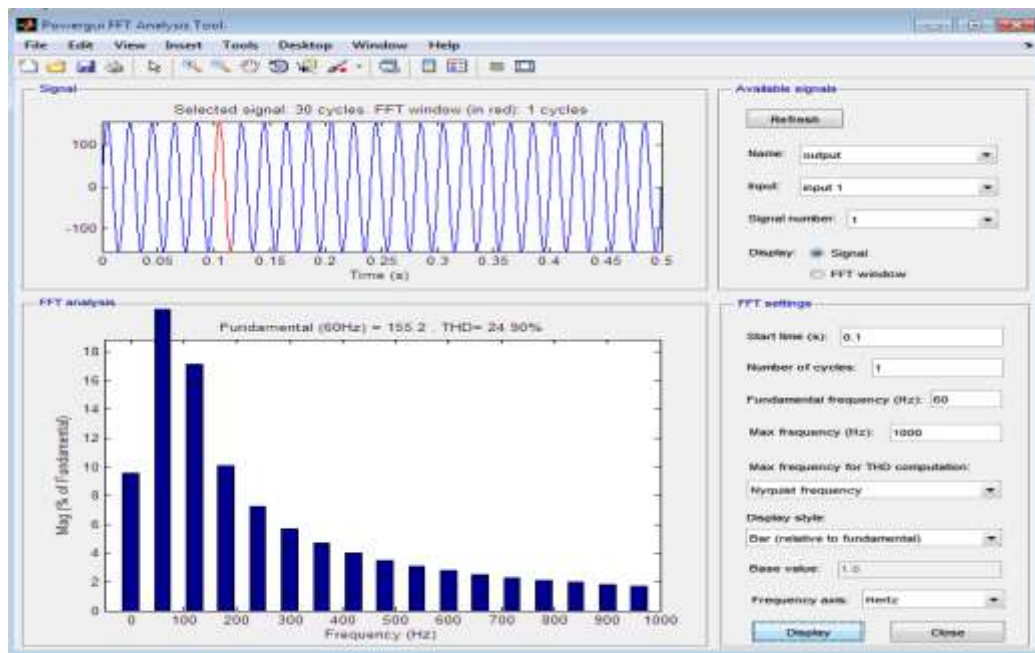 Powergui FFT Analysis Tool
File Edit View Insert Tools Desktop Window Help
Signal
Selected signal: 30 cycles. FFT window (in red): 1 cycles
100
0
-100
0 0.05 0.1 0.15 0.2 0.25 0.3 0.35 0.4 0.45 0.5
Time (s)
FFT analysis
Fundamental (60Hz) = 155.2 , THD= 24.90%
18
16
14
12
10
8
6
4
2
0
Mag (% of Fundamental)
0 100 200 300 400 500 600 700 800 900 1000
Frequency (Hz)
Available signals
Refresh
Name: output
Input: input 1
Signal number: 1
Display: Signal
FFT window
FFT settings
Start time (s): 0.1
Number of cycles: 1
Fundamental frequency (Hz): 60
Max frequency (Hz): 1000
Max frequency for THD computation:
Nyquist frequency
Display style:
Bar (relative to fundamental)
Base value: 1.0
Frequency axis: Hertz
Display Close